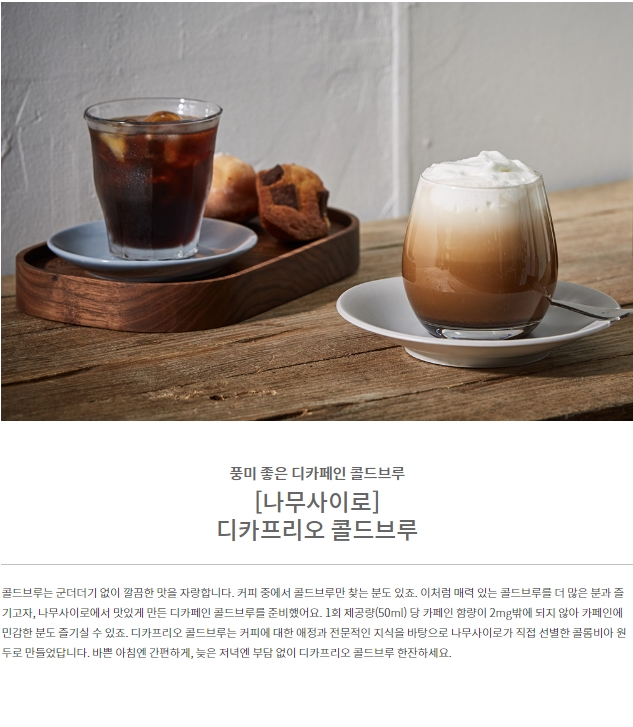 풍미 좋은 디카페인 콜드브루
[나무사이로]
디카프리오 콜드브루
콜드브루는 군더더기 없이 깔끔한 맛을 자랑합니다. 커피 중에서 콜드브루만 찾는 분도 있죠. 이처럼 매력 있는 콜드브루를 더 많은 분과 즐
기고자, 나무사이로에서 맛있게 만든 디카페인 콜드브루를 준비했어요. 1회 제공량(50ml) 당 카페인 함량이 2mg밖에 되지 않아 카페인에
민감한 분도 즐기실 수 있죠. 디카프리오 콜드브루는 커피에 대한 애정과 전문적인 지식을 바탕으로 나무사이로가 직접 선별한 콜롬비아 원
두로 만들었답니다. 바쁜 아침엔 간편하게, 늦은 저녁엔 부담 없이 디카프리오 콜드브루 한잔하세요.